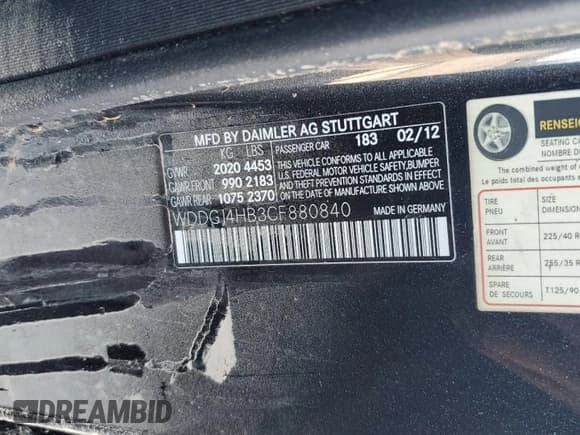 MFD BY DAIMLER AG STUTTGART
KG LBS PASSENGER CAR 183 02/12
GVWR 2020 4453 THIS VEHICLE CONFORMS TO ALL APPLICABLE
U.S. FEDERAL MOTOR VEHICLE SAFETY,BUMPER
GAWR FRONT 990 2183 AND THEFT PREVENTION STANDARDS IN EFFECT
GAWR REAR 1075 2370 ON THE DATE OF MANUFACTURE SHOWN ABOVE
WDDGJ4HB3CF880840 MADE IN GERMANY
RENSEI
SEATING CA
NOMBRE D
The combined
Le poids total des occupants e
TIRE PNEU SIZE DIMENSION
FRONT AVANT 225/40 R
REAR ARRIÈRE 255/35 R
SPARE DE SECOURS T125/90
DREAMBID